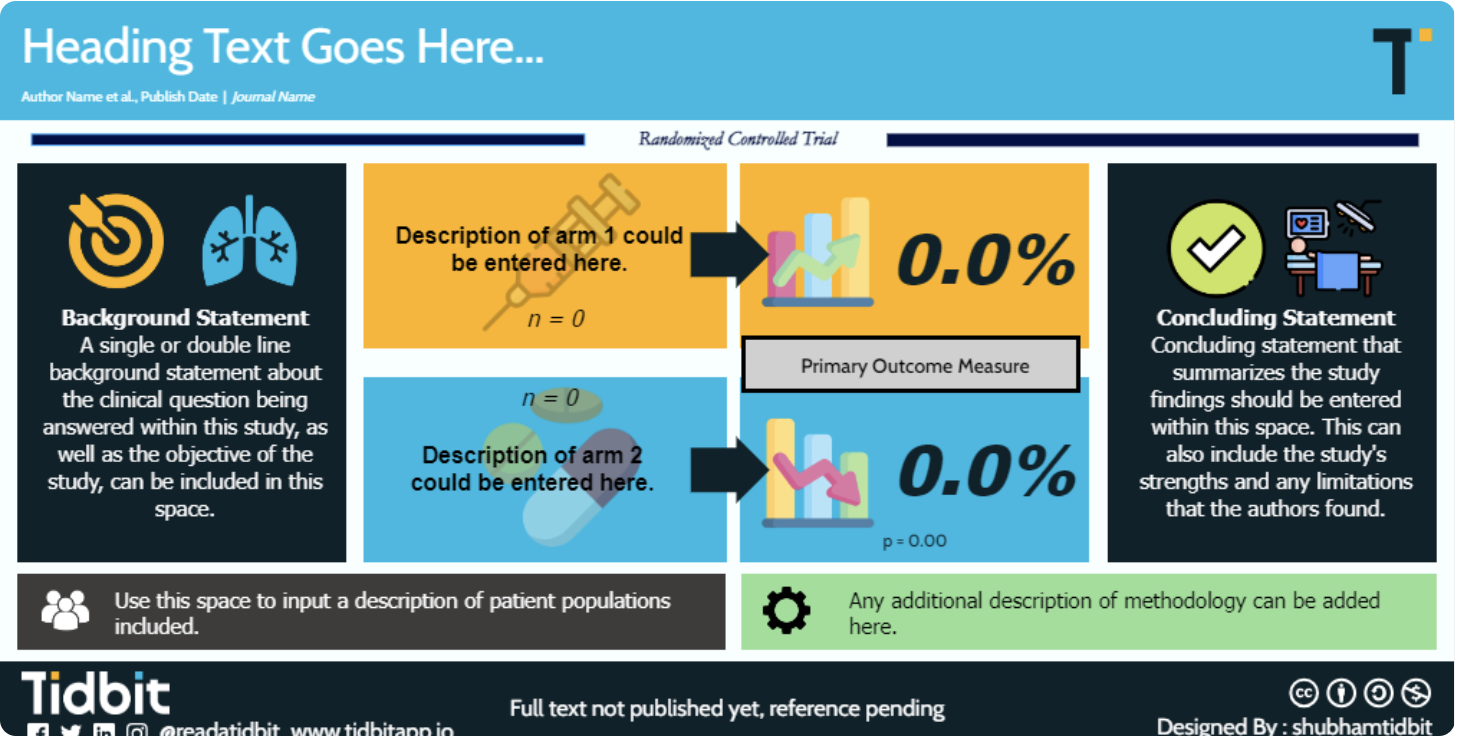 Heading Text Goes Here...
Author Name et al., Publish Date | Journal Name
T
Randomized Controlled Trial
Background Statement
A single or double line
background statement about
the clinical question being
answered within this study, as
well as the objective of the
study, can be included in this
space.
Description of arm 1 could
be entered here.
n = 0
0.0%
Primary Outcome Measure
n = 0
Description of arm 2
could be entered here.
0.0%
p = 0.00
Concluding Statement
Concluding statement that
summarizes the study
findings should be entered
within this space. This can
also include the study's
strengths and any limitations
that the authors found.
Use this space to input a description of patient populations
included.
Any additional description of methodology can be added
here.
Tidbit
@readatidbit, www.tidbitapp.io
Full text not published yet, reference pending
cc
Designed By : shubhamtidbit